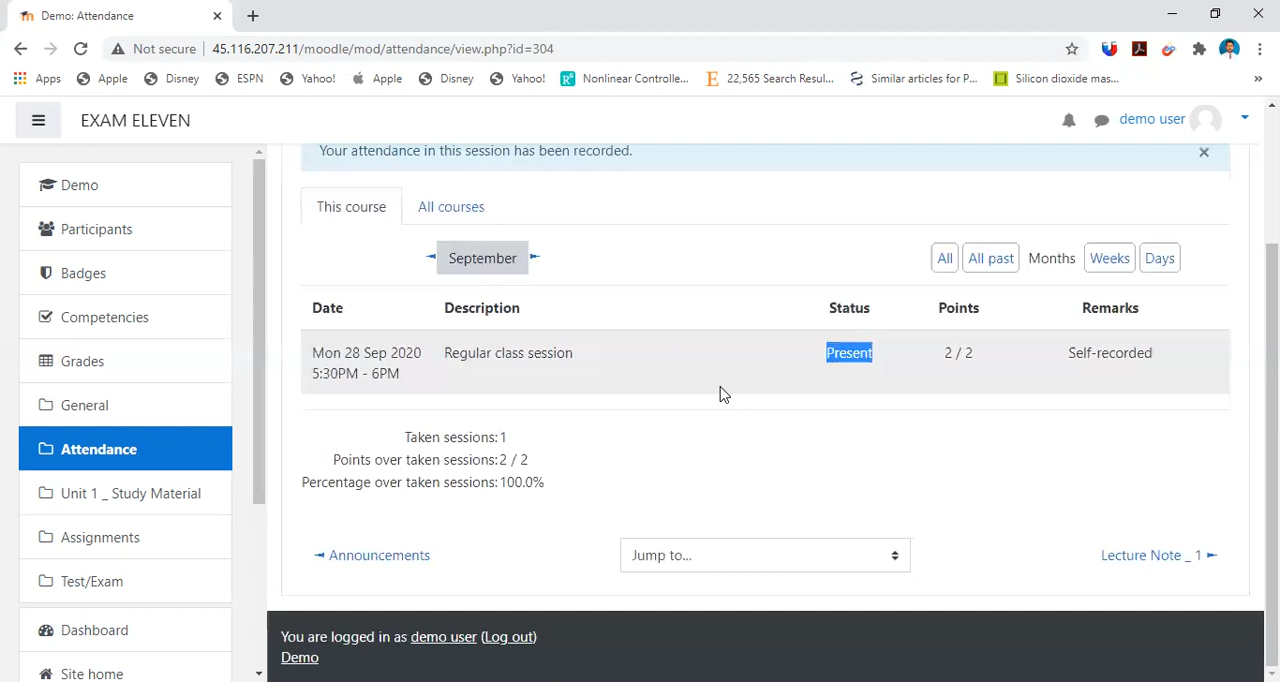 Demo: Attendance
Not secure 45.116.207.211/moodle/mod/attendance/view.php?id=304
Apps Apple Disney ESPN Yahoo! Apple Disney Yahoo! Nonlinear Controlle... 22,565 Search Resul... Similar articles for P... Silicon dioxide mas... »
EXAM ELEVEN demo user
Demo
Participants
Badges
Competencies
Grades
General
Attendance
Unit 1 _ Study Material
Assignments
Test/Exam
Dashboard
Site home
Your attendance in this session has been recorded.
This course All courses
September All All past Months Weeks Days
Date Description Status Points Remarks
Mon 28 Sep 2020 Regular class session Present 2 / 2 Self-recorded
5:30PM - 6PM
Taken sessions: 1
Points over taken sessions: 2 / 2
Percentage over taken sessions: 100.0%
Announcements Jump to... Lecture Note _ 1
You are logged in as demo user (Log out)
Demo